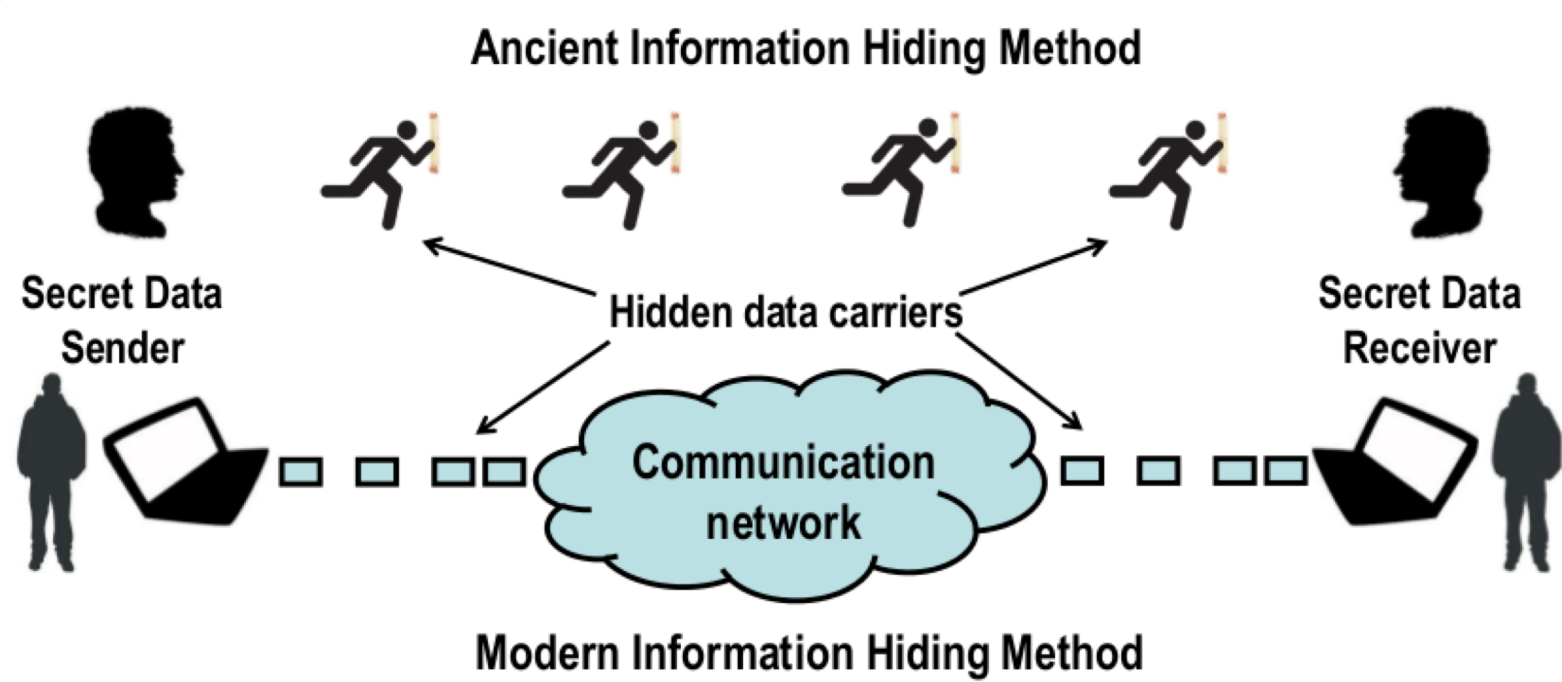 Ancient Information Hiding Method
Secret Data
Sender
Hidden data carriers
Secret Data
Receiver
Communication
network
Modern Information Hiding Method